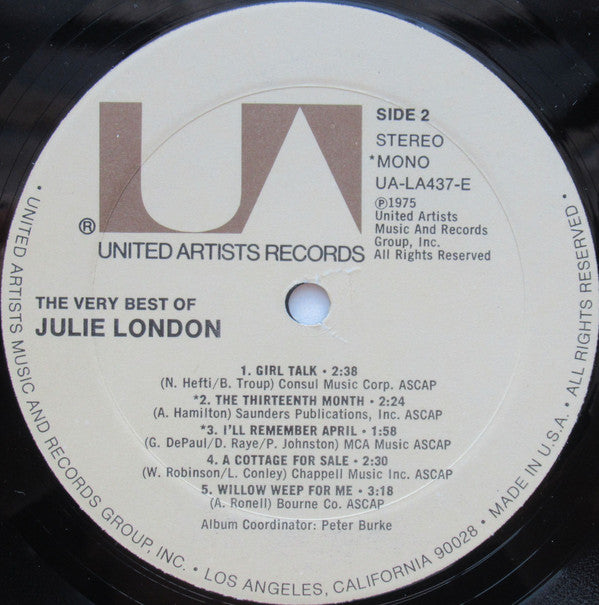 UA
®
UNITED ARTISTS RECORDS
SIDE 2
STEREO
*MONO
UA-LA437-E
Ⓟ1975
United Artists
Music and Records
Group, Inc.
All Rights Reserved
THE VERY BEST OF
JULIE LONDON
1. GIRL TALK • 2:38
(N. Hefti/B. Troup) Consul Music Corp. ASCAP
*2. THE THIRTEENTH MONTH • 2:24
(A. Hamilton) Saunders Publications, Inc. ASCAP
*3. I'LL REMEMBER APRIL • 1:58
(G. DePaul/D. Raye/P. Johnston) MCA Music ASCAP
4. A COTTAGE FOR SALE • 2:30
(W. Robinson/L. Conley) Chappell Music Inc. ASCAP
5. WILLOW WEEP FOR ME • 3:18
(A. Ronell) Bourne Co. ASCAP
Album Coordinator: Peter Burke
• UNITED ARTISTS MUSIC AND RECORDS GROUP, INC. • LOS ANGELES, CALIFORNIA 90028 • MADE IN U.S.A. • ALL RIGHTS RESERVED •